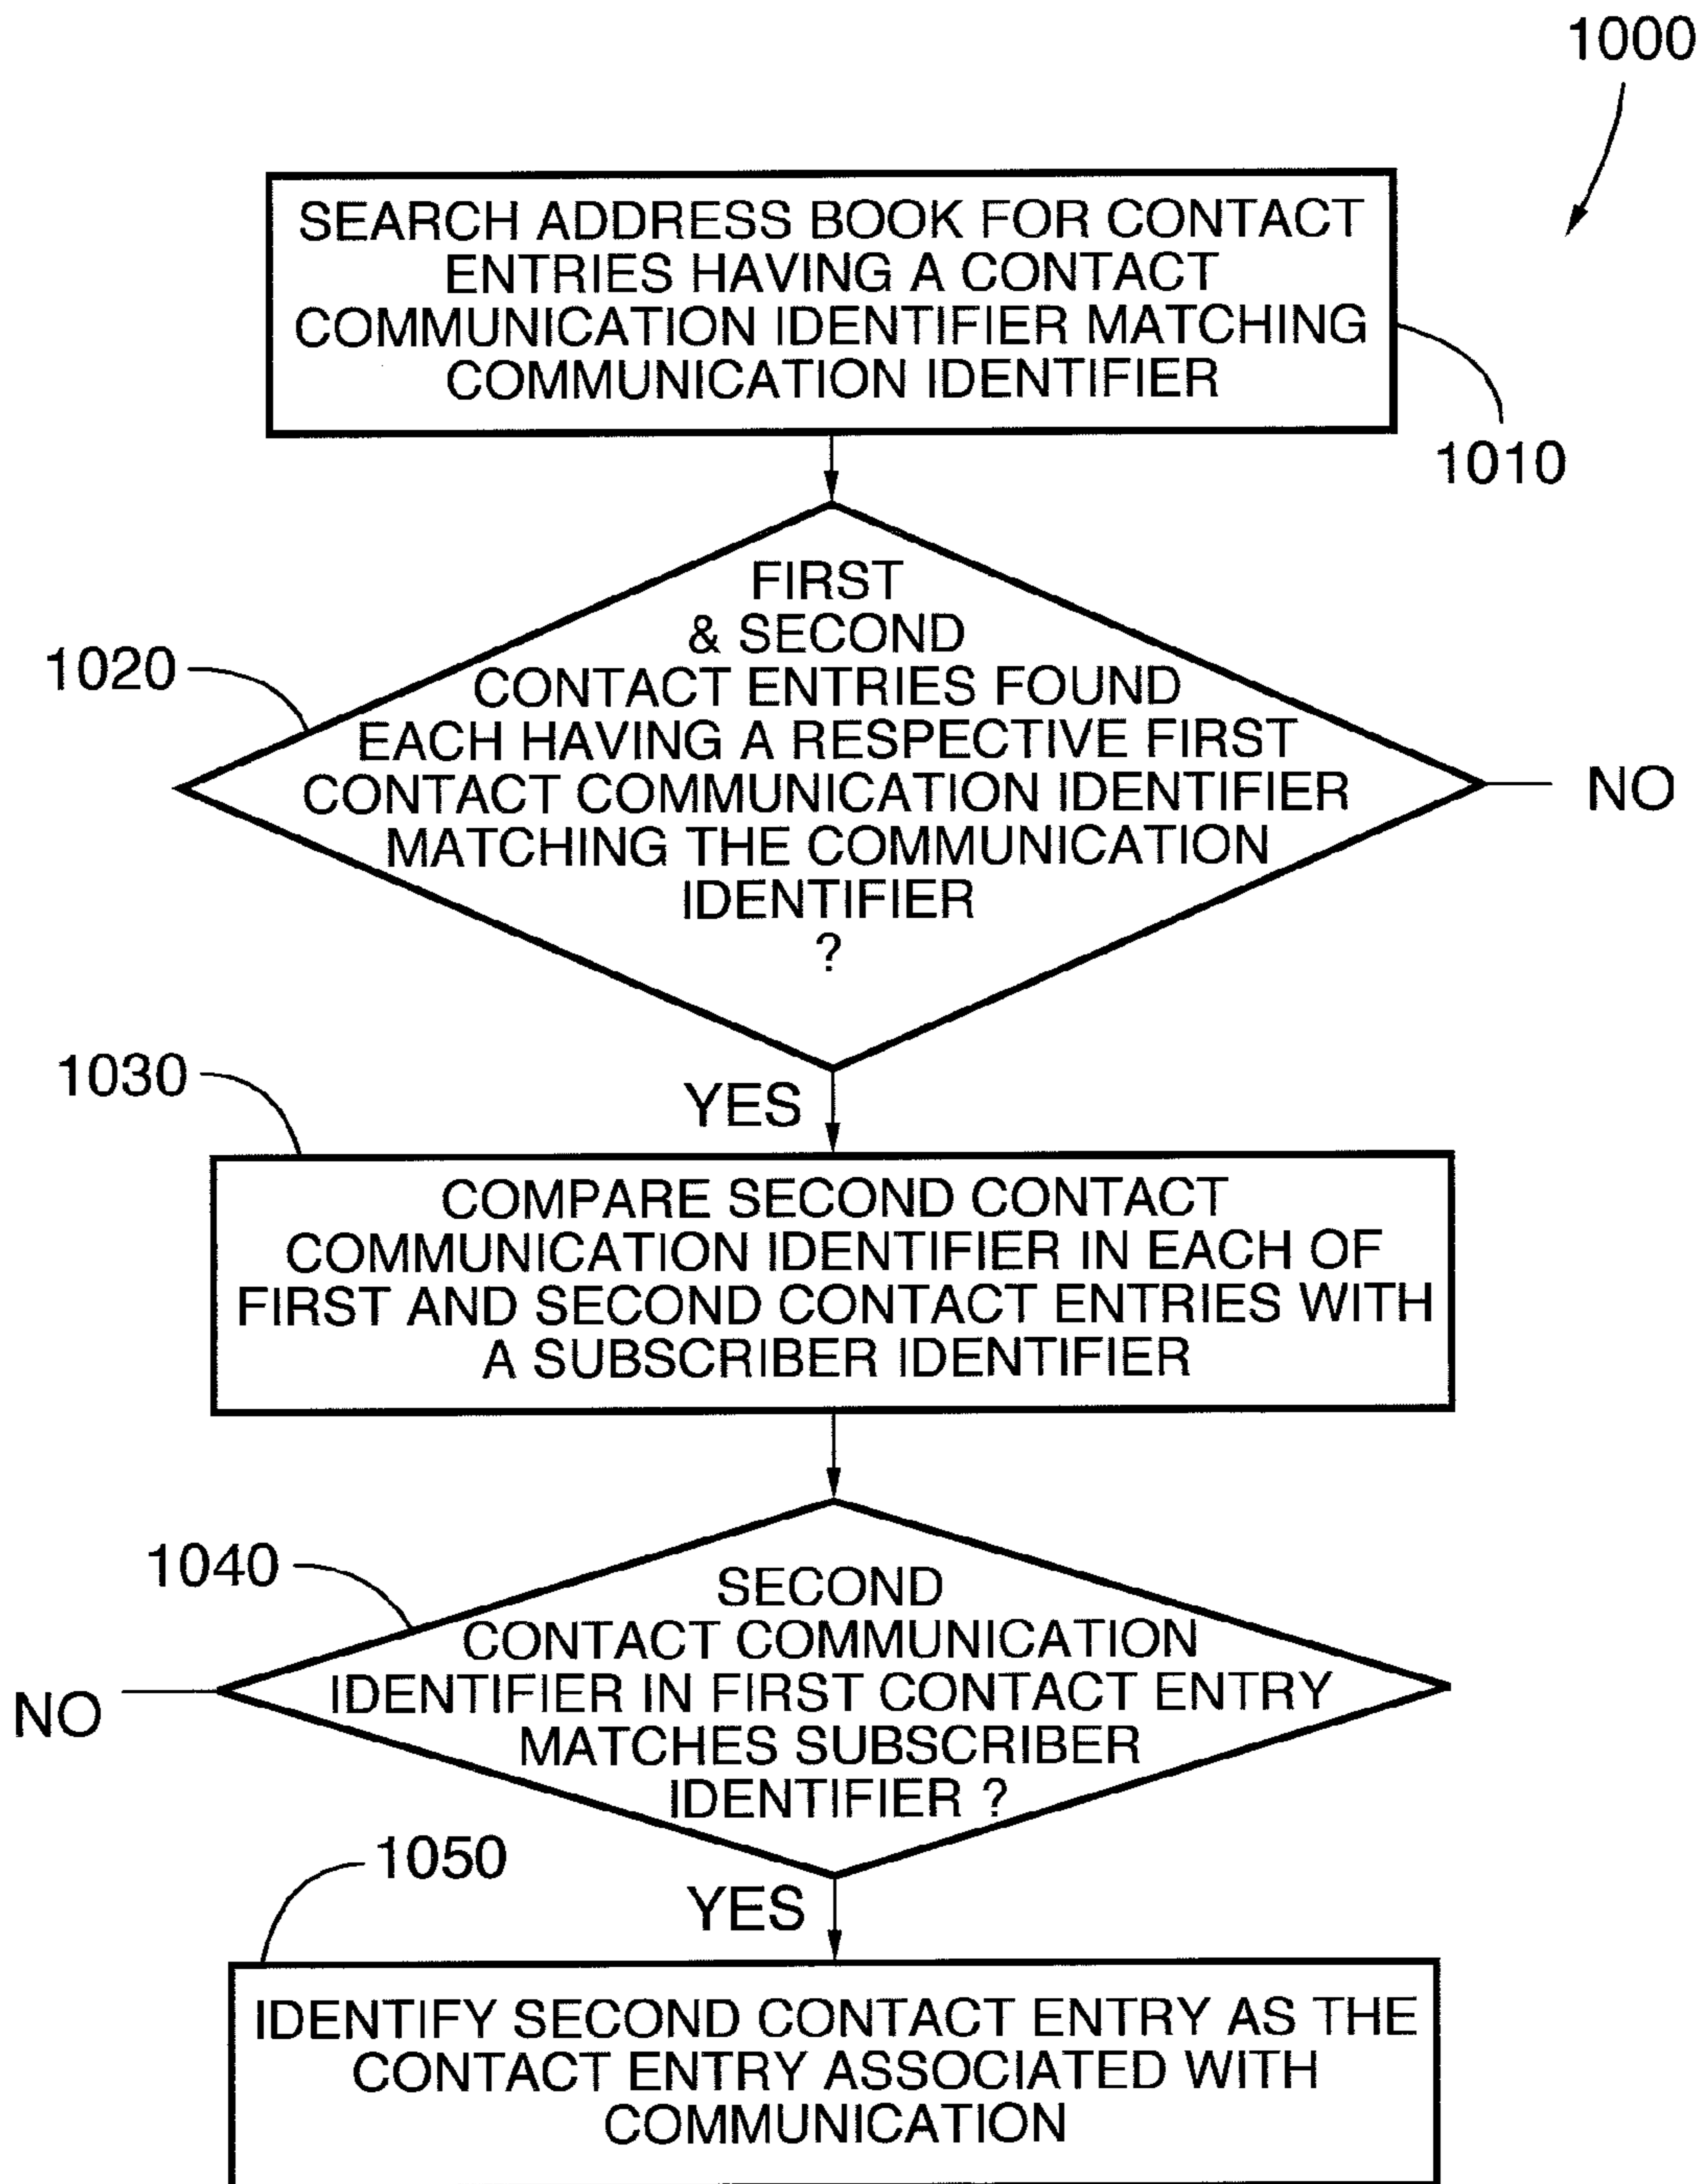 1000
SEARCH ADDRESS BOOK FOR CONTACT
ENTRIES HAVING A CONTACT
COMMUNICATION IDENTIFIER MATCHING
COMMUNICATION IDENTIFIER
1010
FIRST
& SECOND
1020
CONTACT ENTRIES FOUND
EACH HAVING A RESPECTIVE FIRST
CONTACT COMMUNICATION IDENTIFIER
NO
MATCHING THE COMMUNICATION
IDENTIFIER
?
1030
YES
COMPARE SECOND CONTACT
COMMUNICATION IDENTIFIER IN EACH OF
FIRST AND SECOND CONTACT ENTRIES WITH
A SUBSCRIBER IDENTIFIER
1040
SECOND
CONTACT COMMUNICATION
IDENTIFIER IN FIRST CONTACT ENTRY
NO
MATCHES SUBSCRIBER
IDENTIFIER ?
1050
YES
IDENTIFY SECOND CONTACT ENTRY AS THE
CONTACT ENTRY ASSOCIATED WITH
COMMUNICATION